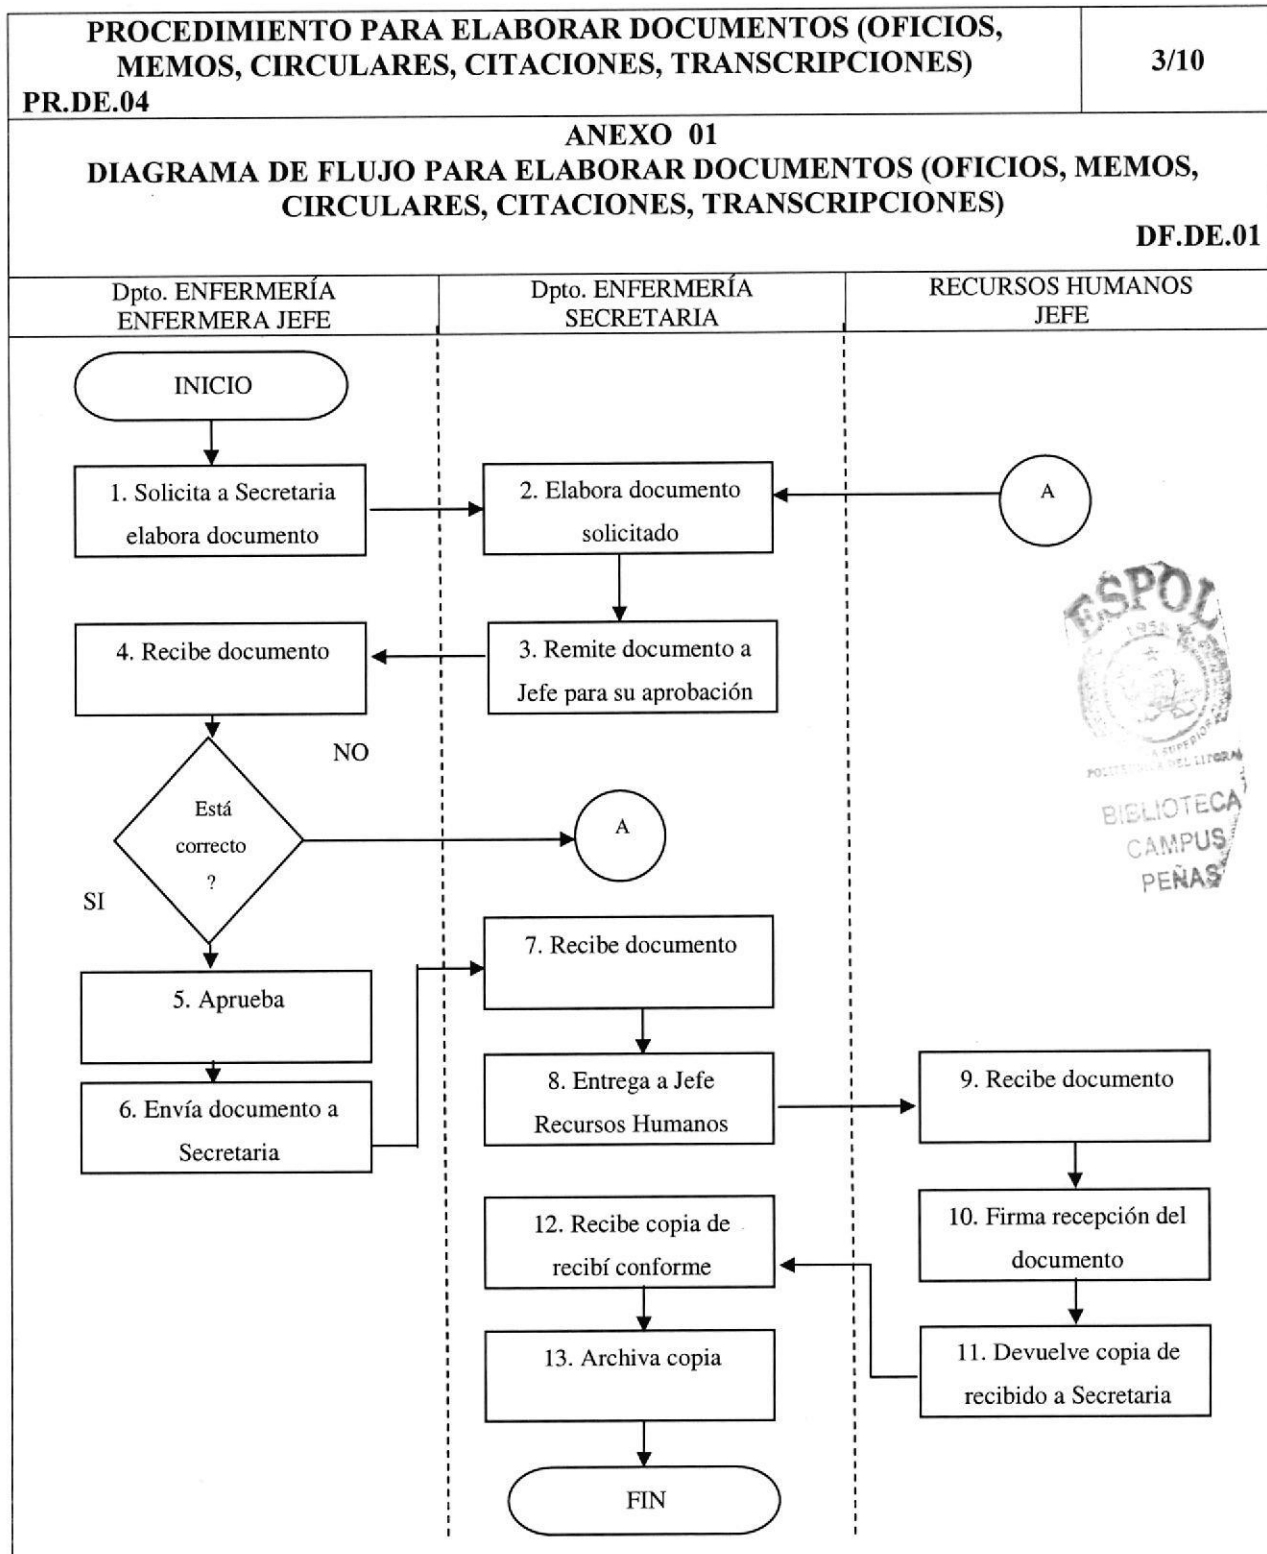 PROCEDIMIENTO PARA ELABORAR DOCUMENTOS (OFICIOS,
MEMOS, CIRCULARES, CITACIONES, TRANSCRIPCIONES)
PR.DE.04
3/10
ANEXO 01
DIAGRAMA DE FLUJO PARA ELABORAR DOCUMENTOS (OFICIOS, MEMOS,
CIRCULARES, CITACIONES, TRANSCRIPCIONES)
DF.DE.01
Dpto. ENFERMERÍA
ENFERMERA JEFE
Dpto. ENFERMERÍA
SECRETARIA
RECURSOS HUMANOS
JEFE
INICIO
1. Solicita a Secretaria
elabora documento
2. Elabora documento
solicitado
A
4. Recibe documento
3. Remite documento a
Jefe para su aprobación
NO
Está
correcto
?
SI
A
ESPOL
1958
BIBLIOTECA
CAMPUS
PEÑAS
7. Recibe documento
5. Aprueba
6. Envía documento a
Secretaria
8. Entrega a Jefe
Recursos Humanos
9. Recibe documento
10. Firma recepción del
documento
12. Recibe copia de
recibí conforme
11. Devuelve copia de
recibido a Secretaria
13. Archiva copia
FIN